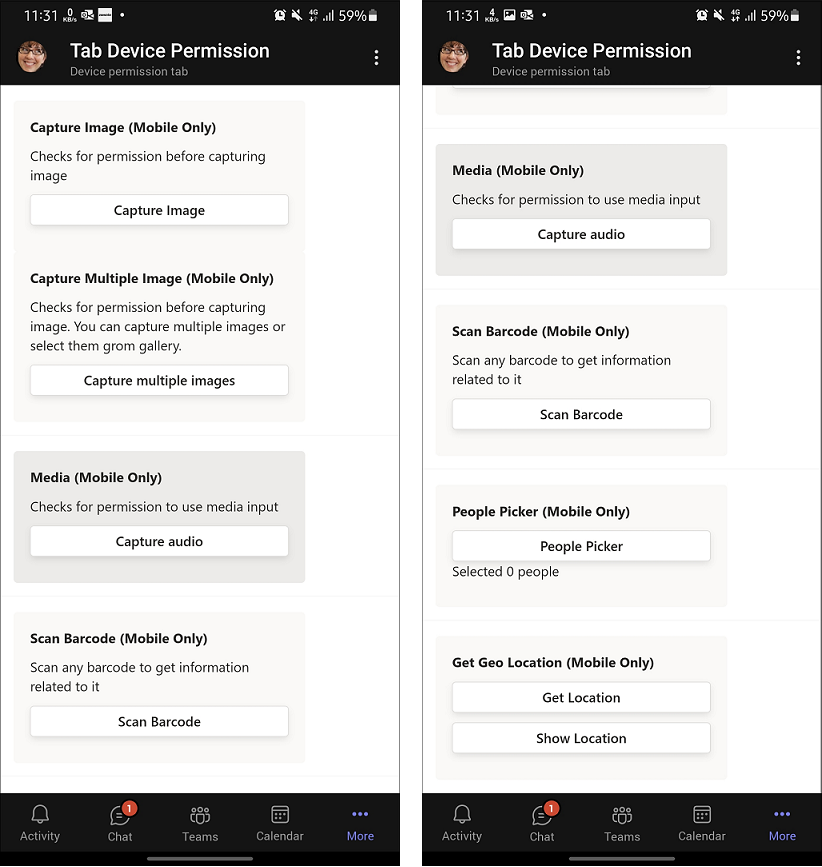 11:31 0 KB/s 4G 59%
Tab Device Permission
Device permission tab
Capture Image (Mobile Only)
Checks for permission before capturing
image
Capture Image
Capture Multiple Image (Mobile Only)
Checks for permission before capturing
image. You can capture multiple images or
select them grom gallery.
Capture multiple images
Media (Mobile Only)
Checks for permission to use media input
Capture audio
Scan Barcode (Mobile Only)
Scan any barcode to get information
related to it
Scan Barcode
Activity
Chat 1
Teams
Calendar
More
11:31 4 KB/s 4G 59%
Tab Device Permission
Device permission tab
Media (Mobile Only)
Checks for permission to use media input
Capture audio
Scan Barcode (Mobile Only)
Scan any barcode to get information
related to it
Scan Barcode
People Picker (Mobile Only)
People Picker
Selected 0 people
Get Geo Location (Mobile Only)
Get Location
Show Location
Activity
Chat 1
Teams
Calendar
More